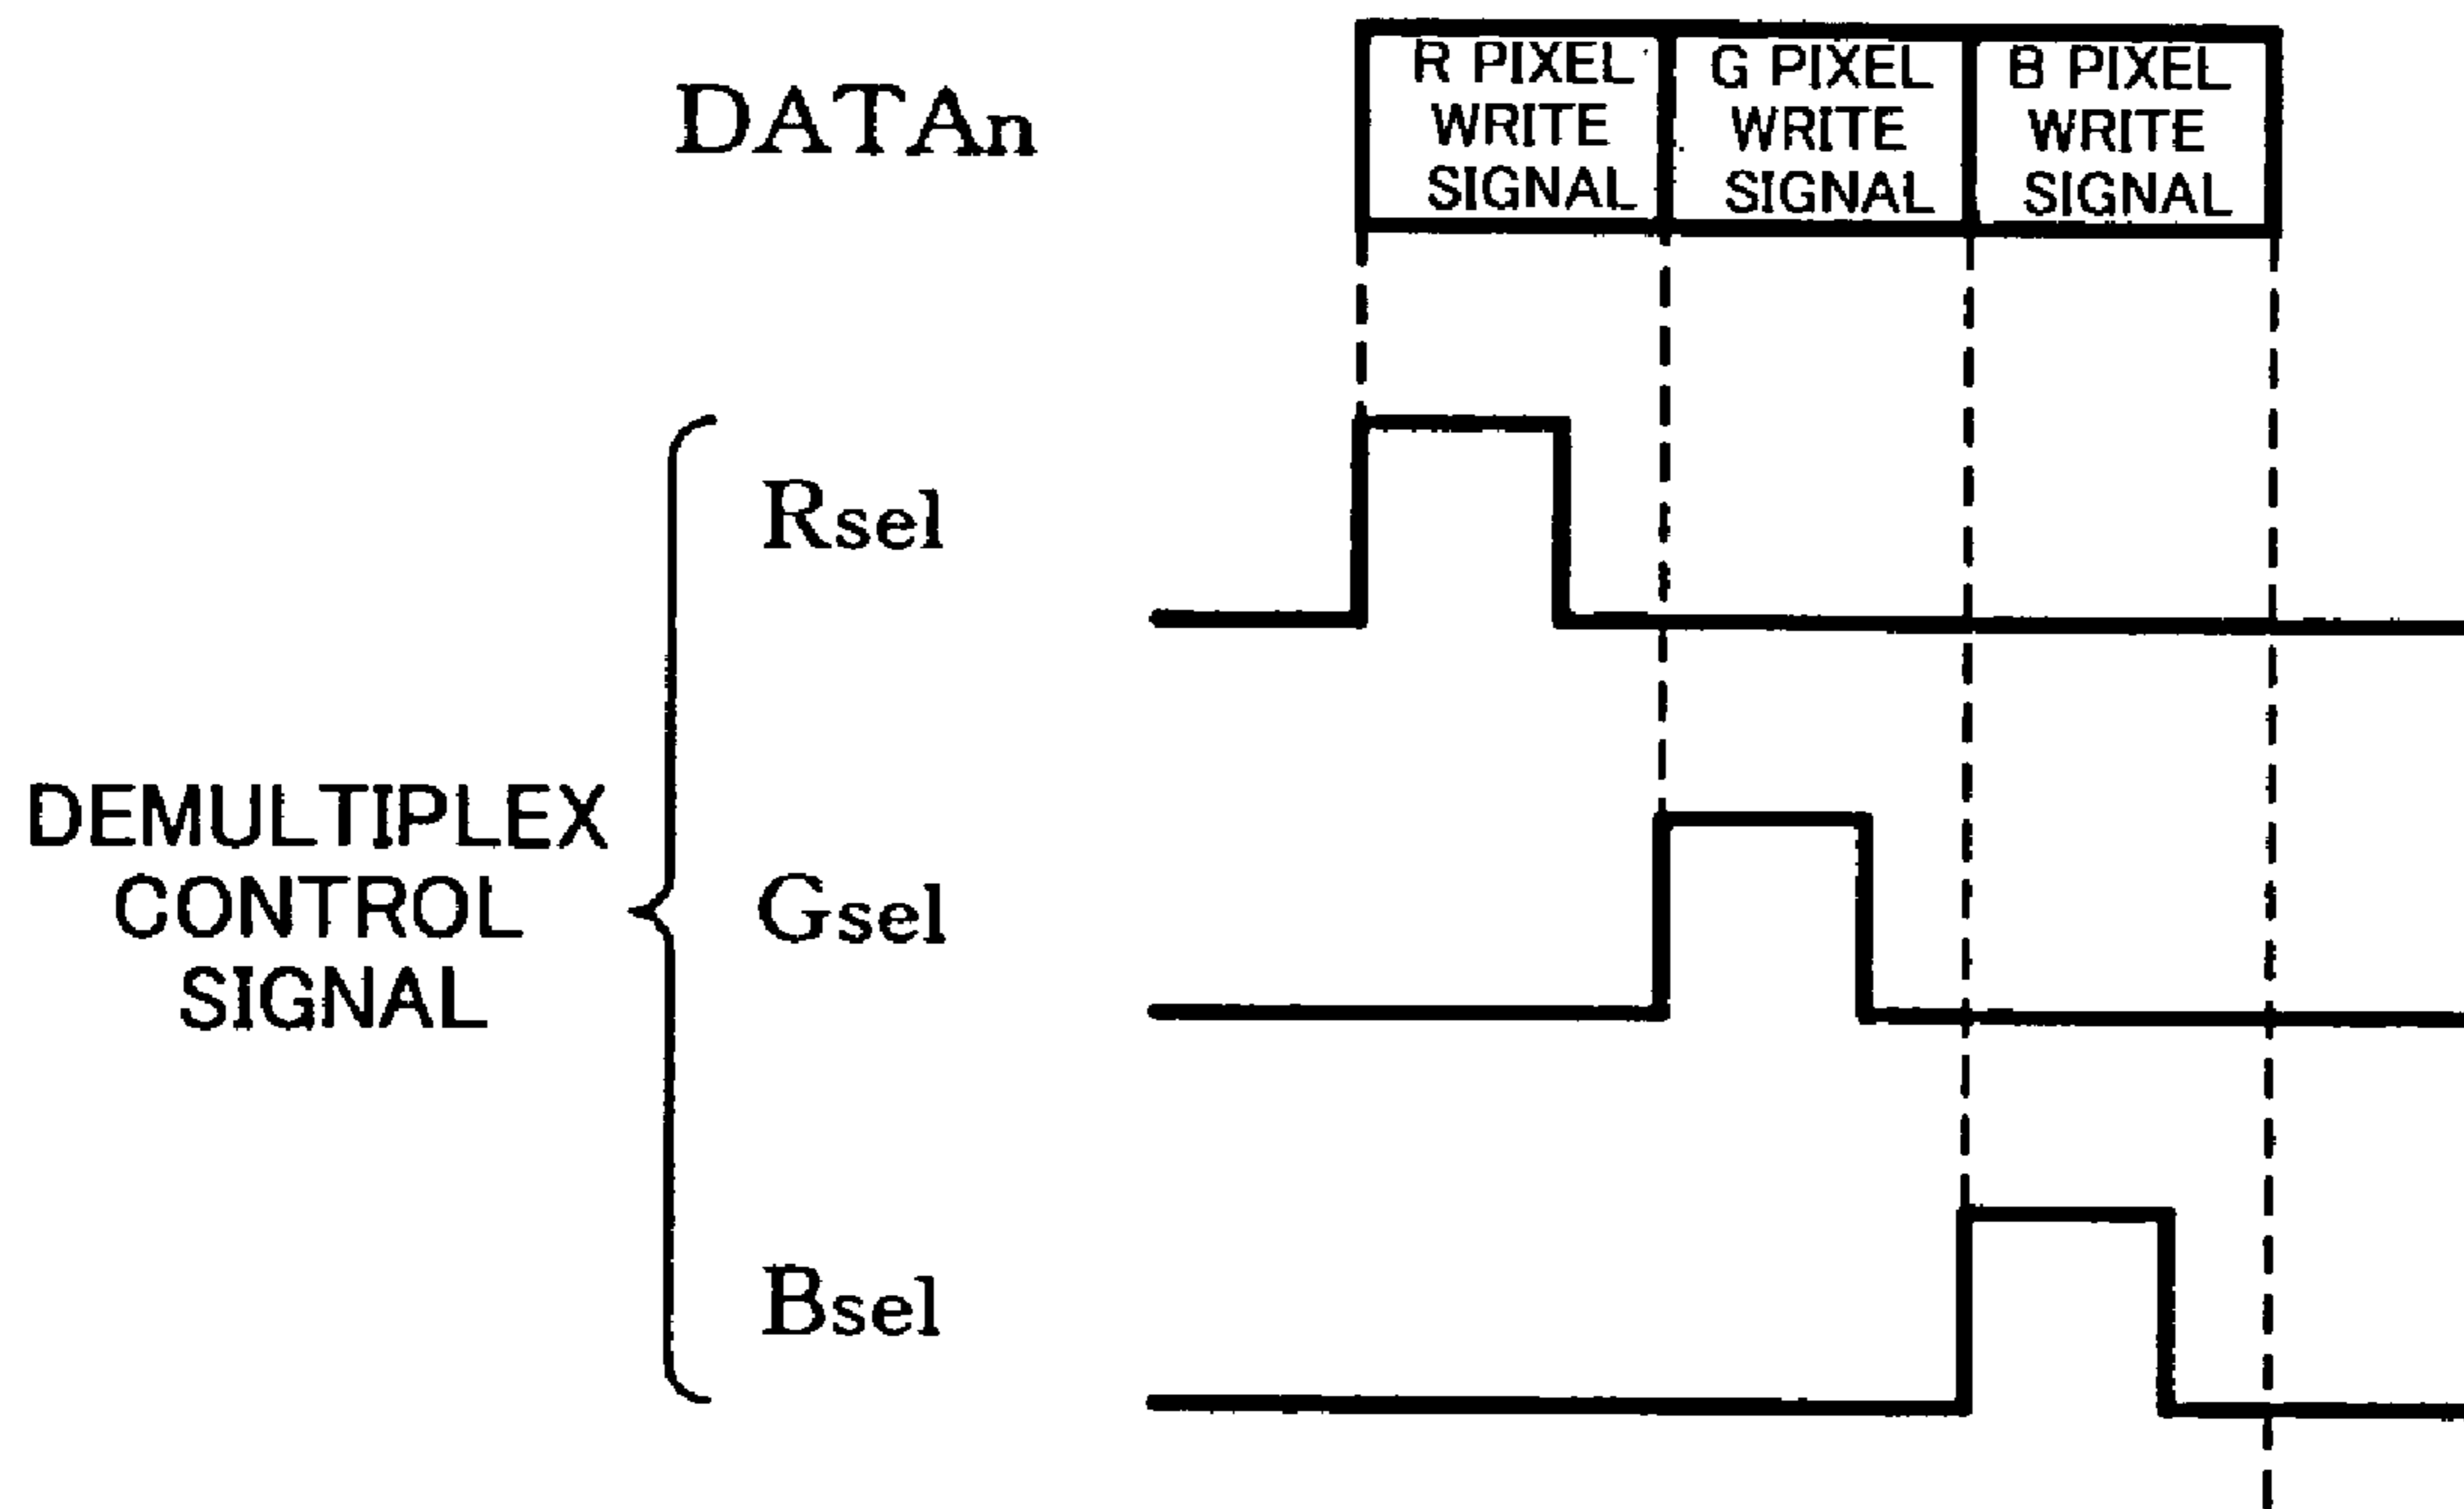 DATAn
R PIXEL
WRITE
SIGNAL
G PIXEL
WRITE
SIGNAL
B PIXEL
WRITE
SIGNAL
Rsel
DEMULTIPLEX
CONTROL
SIGNAL
Gsel
Bsel